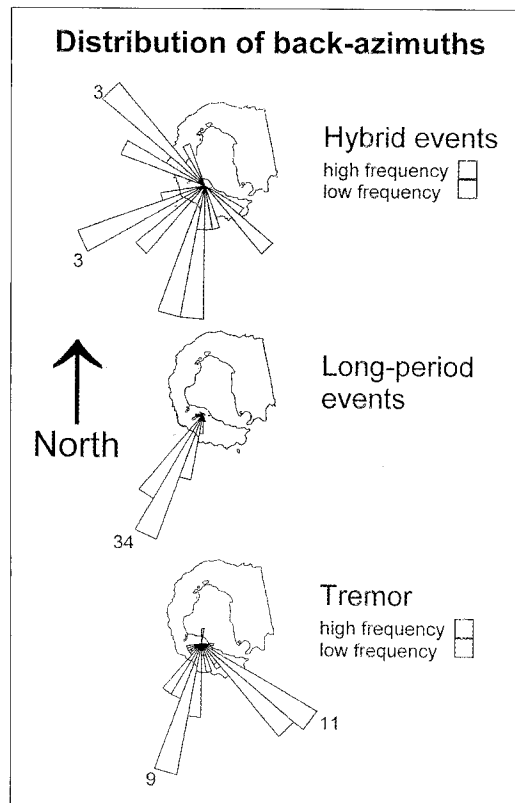 Distribution of back-azimuths
3
Hybrid events
high frequency
low frequency
3
Long-period
events
North
34
Tremor
high frequency
low frequency
11
9